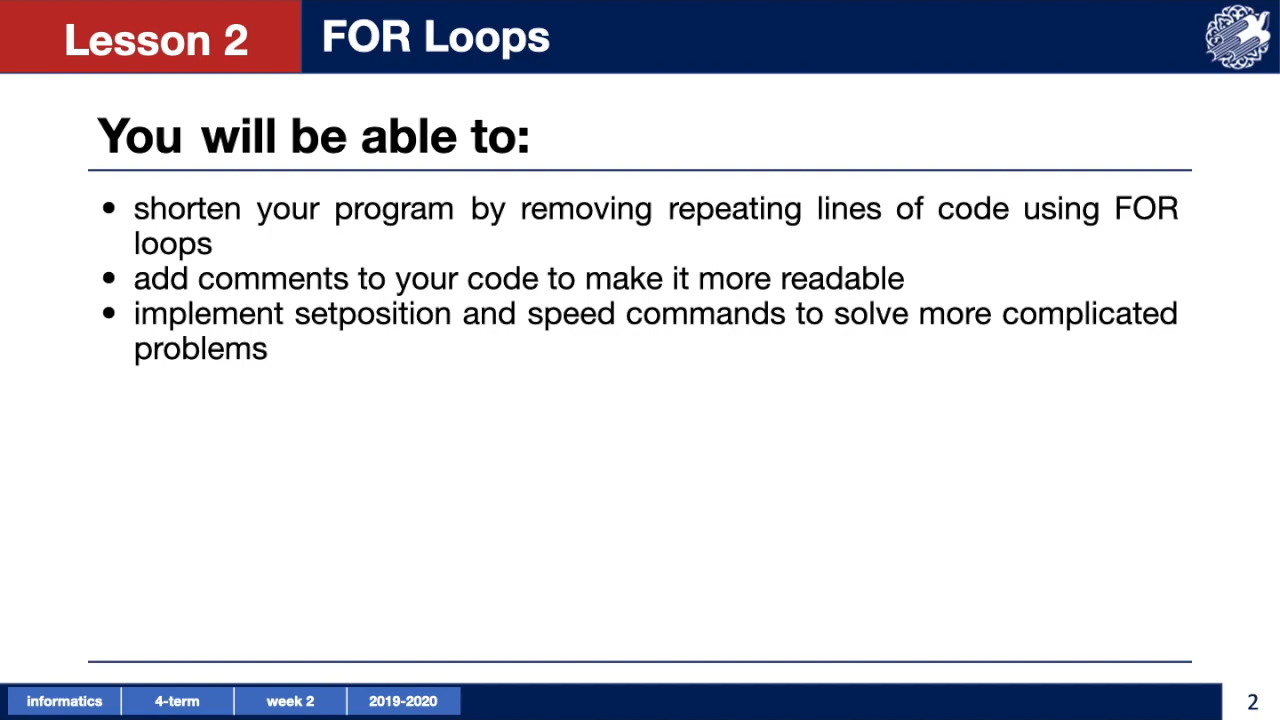 Lesson 2
FOR Loops
You will be able to:
• shorten your program by removing repeating lines of code using FOR
loops
• add comments to your code to make it more readable
• implement setposition and speed commands to solve more complicated
problems
informatics
4-term
week 2
2019-2020
2